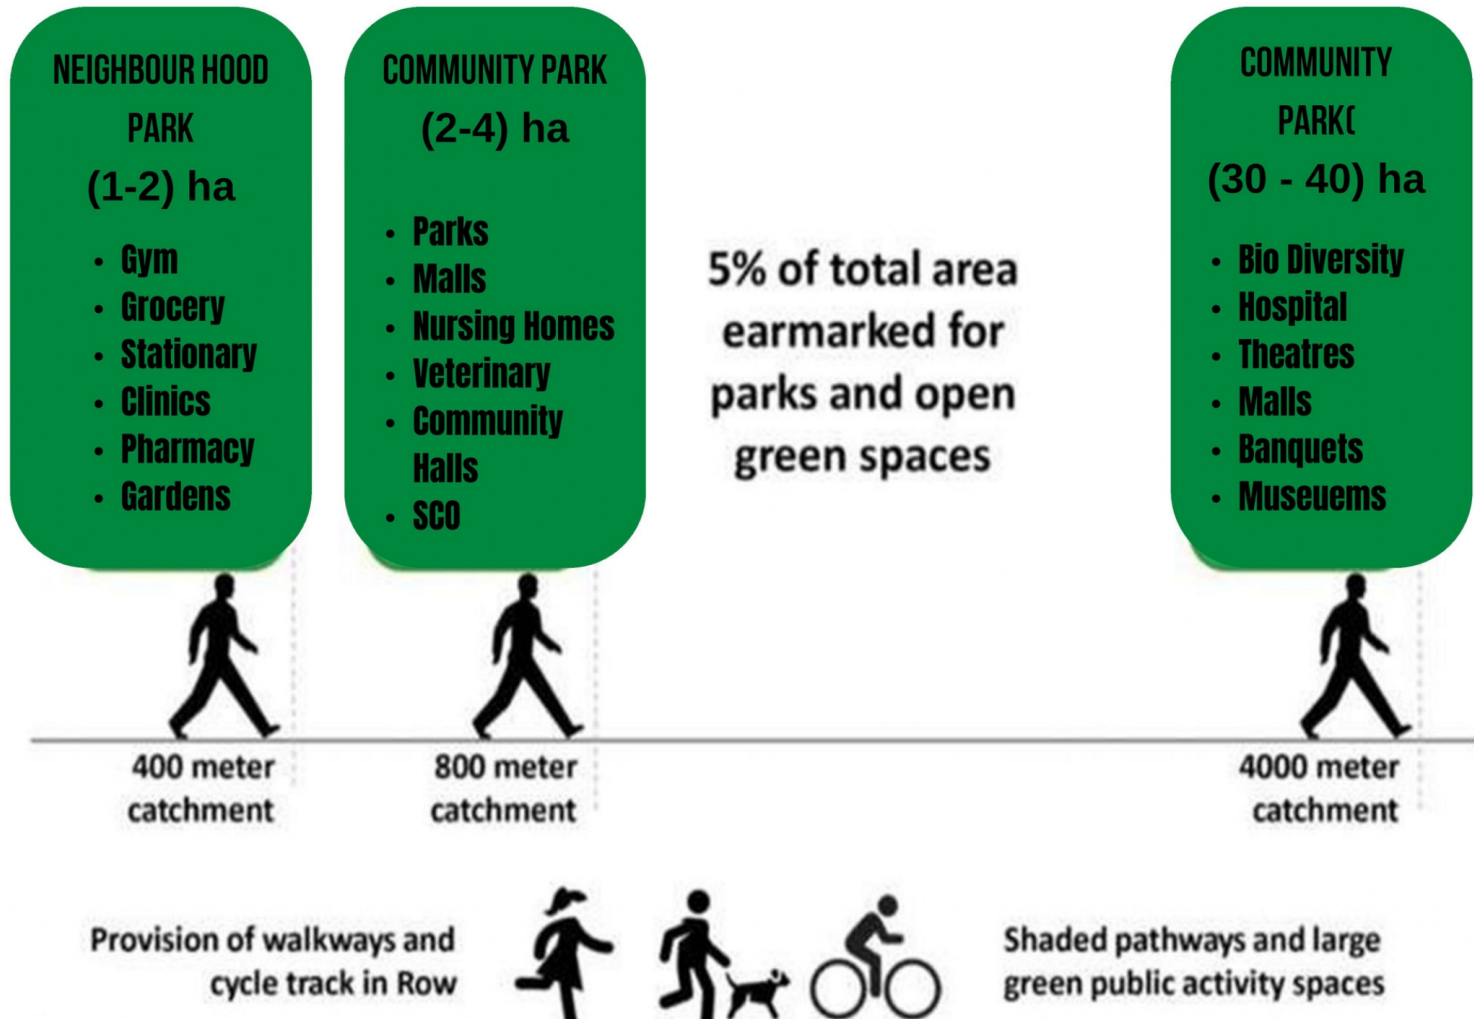 NEIGHBOUR HOOD
PARK
(1-2) ha
• Gym
• Grocery
• Stationary
• Clinics
• Pharmacy
• Gardens
COMMUNITY PARK
(2-4) ha
• Parks
• Malls
• Nursing Homes
• Veterinary
• Community
Halls
• SCO
5% of total area
earmarked for
parks and open
green spaces
COMMUNITY
PARK(
(30 - 40) ha
• Bio Diversity
• Hospital
• Theatres
• Malls
• Banquets
• Museuems
400 meter
catchment
800 meter
catchment
4000 meter
catchment
Provision of walkways and
cycle track in Row
Shaded pathways and large
green public activity spaces